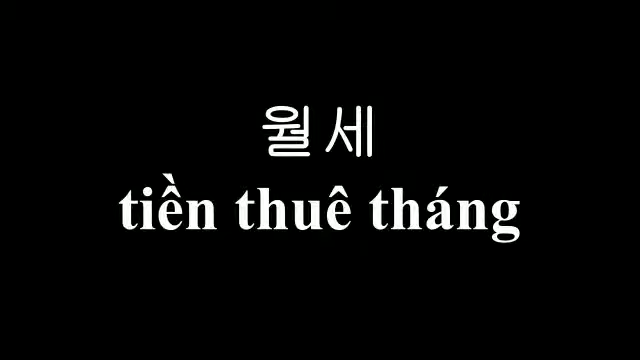 월세
tiền thuê tháng